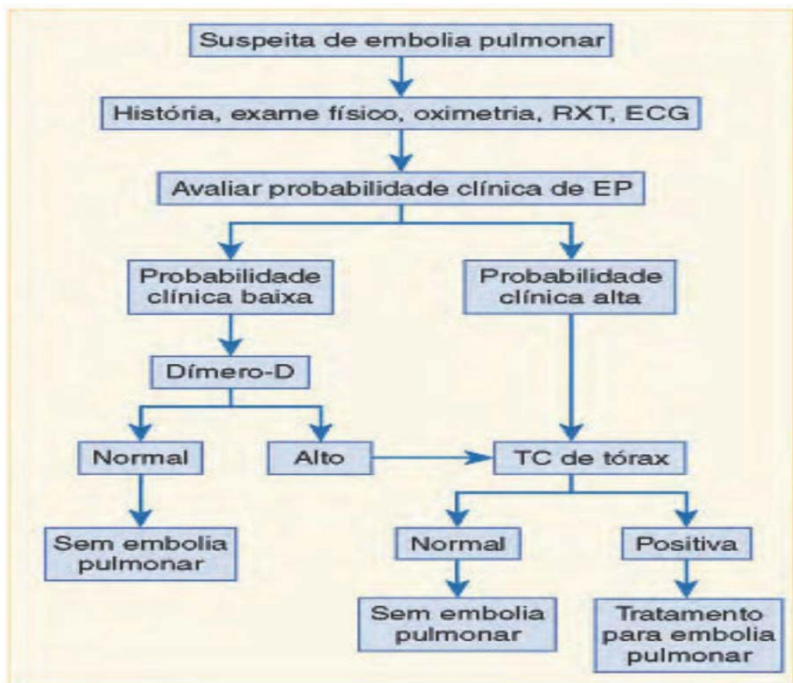 Suspeita de embolia pulmonar
História, exame físico, oximetria, RXT, ECG
Avaliar probabilidade clínica de EP
Probabilidade
clínica baixa
Probabilidade
clínica alta
Dímero-D
Normal
Alto
TC de tórax
Sem embolia
pulmonar
Normal
Positiva
Sem embolia
pulmonar
Tratamento
para embolia
pulmonar